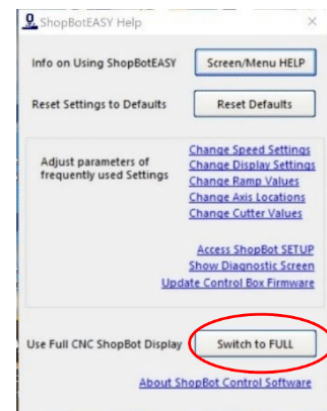 ShopBotEASY Help
Info on Using ShopBotEASY Screen/Menu HELP
Reset Settings to Defaults Reset Defaults
Adjust parameters of
frequently used Settings
Change Speed Settings
Change Display Settings
Change Ramp Values
Change Axis Locations
Change Cutter Values
Access ShopBot SETUP
Show Diagnostic Screen
Update Control Box Firmware
Use Full CNC ShopBot Display Switch to FULL
About ShopBot Control Software